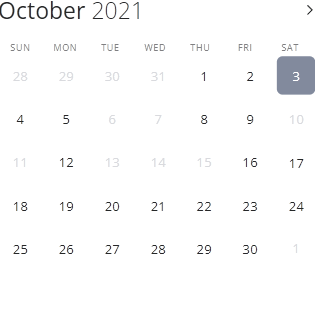 October 2021
SUN MON TUE WED THU FRI SAT
28 29 30 31 1 2 3
4 5 6 7 8 9 10
11 12 13 14 15 16 17
18 19 20 21 22 23 24
25 26 27 28 29 30 1